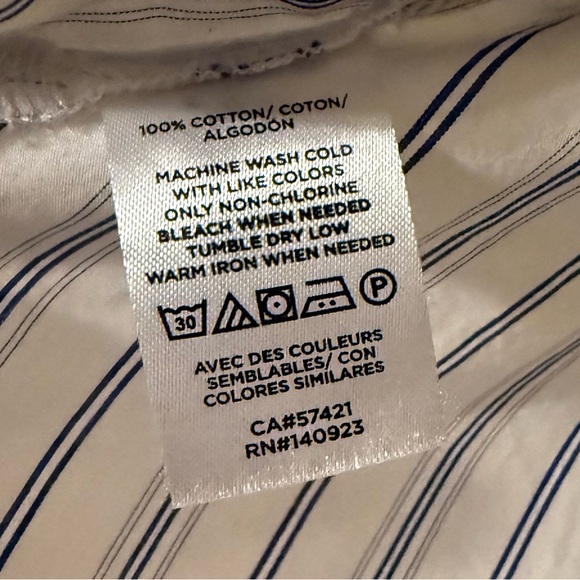 100% COTTON/ COTON/
ALGODÓN
MACHINE WASH COLD
WITH LIKE COLORS
ONLY NON-CHLORINE
BLEACH WHEN NEEDED
TUMBLE DRY LOW
WARM IRON WHEN NEEDED
30 P
AVEC DES COULEURS
SEMBLABLES/ CON
COLORES SIMILARES
CA#57421
RN#140923